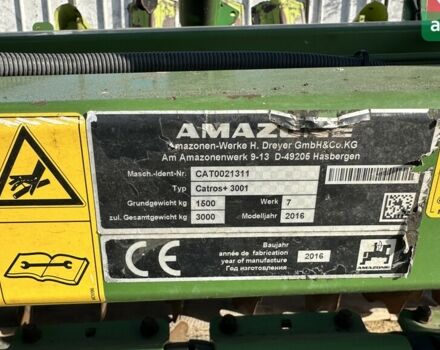 AMAZONE
Amazonen-Werke H. Dreyer GmbH&Co.KG
Am Amazonenwerk 9-13 D-49205 Hasbergen
Masch.-Ident-Nr. CAT0021311
Typ Catros+ 3001
Grundgewicht kg 1500 Werk 7
zul. Gesamtgewicht kg 3000 Modelljahr 2016
CE
Baujahr
année de fabrication
year of manufacture
Год изготовления
2016
AMAZONE